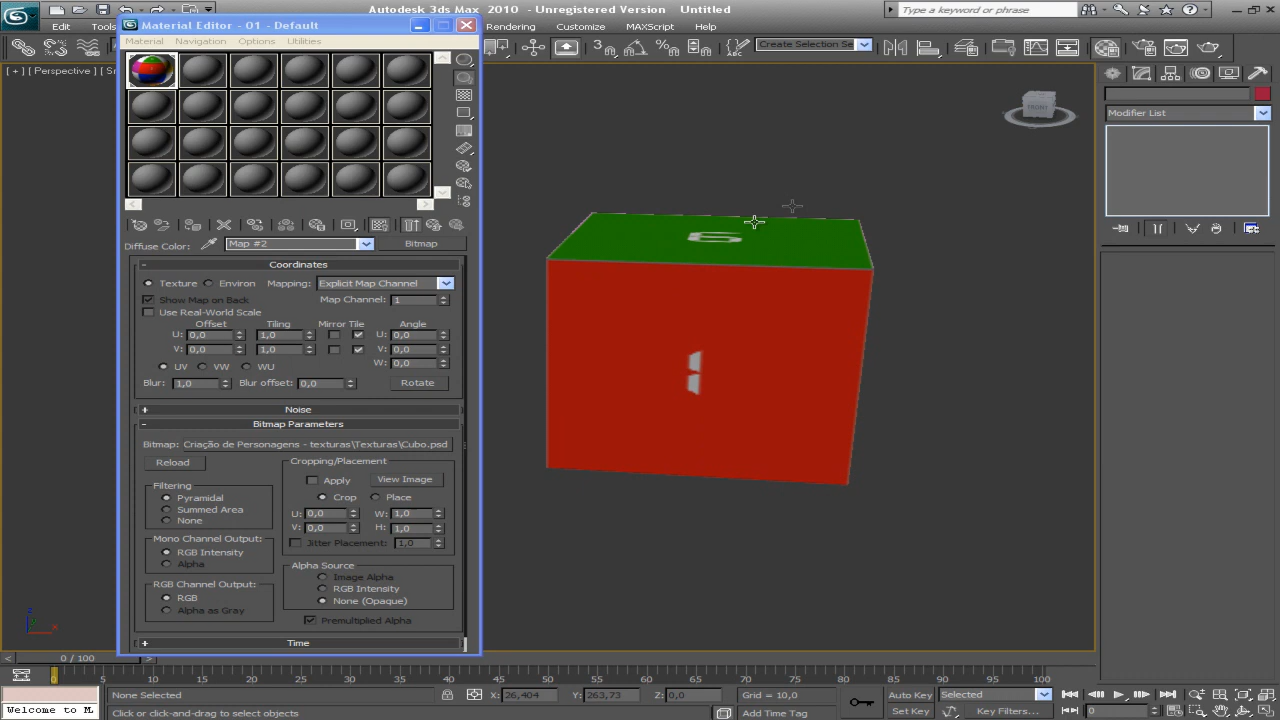 Autodesk 3ds Max 2010 - Unregistered Version Untitled
Type a keyword or phrase
Material Editor - 01 - Default
Edit
Customize
MAXScript
Help
Material Navigation Options Utilities
Create Selection Se
[ + ] [ Perspective ]
FRONT
Modifier List
Diffuse Color: Map #2 Bitmap
Coordinates
Texture Environ Mapping: Explicit Map Channel
Show Map on Back Map Channel: 1
Use Real-World Scale
Offset Tiling Mirror Tile Angle
U: 0,0 1,0 U: 0,0
V: 0,0 1,0 V: 0,0
W: 0,0
UV VW WU
Blur: 1,0 Blur offset: 0,0 Rotate
Noise
Bitmap Parameters
Bitmap: Criação de Personagens - texturas\Texturas\Cubo.psd
Reload
Cropping/Placement
Apply View Image
Crop Place
U: 0,0 W: 1,0
V: 0,0 H: 1,0
Jitter Placement: 1,0
Filtering
Pyramidal
Summed Area
None
Mono Channel Output:
RGB Intensity
Alpha
RGB Channel Output:
RGB
Alpha as Gray
Alpha Source
Image Alpha
RGB Intensity
None (Opaque)
Premultiplied Alpha
Time
z
x
0 / 100
0 5 10 15 20 25 30 35 40 45 50 55 60 65 70 75 80 85 90 95 100
None Selected X: 26,404 Y: 263,73 Z: 0,0 Grid = 10,0 Auto Key Selected
Welcome to M Click or click-and-drag to select objects Add Time Tag Set Key Key Filters... 0